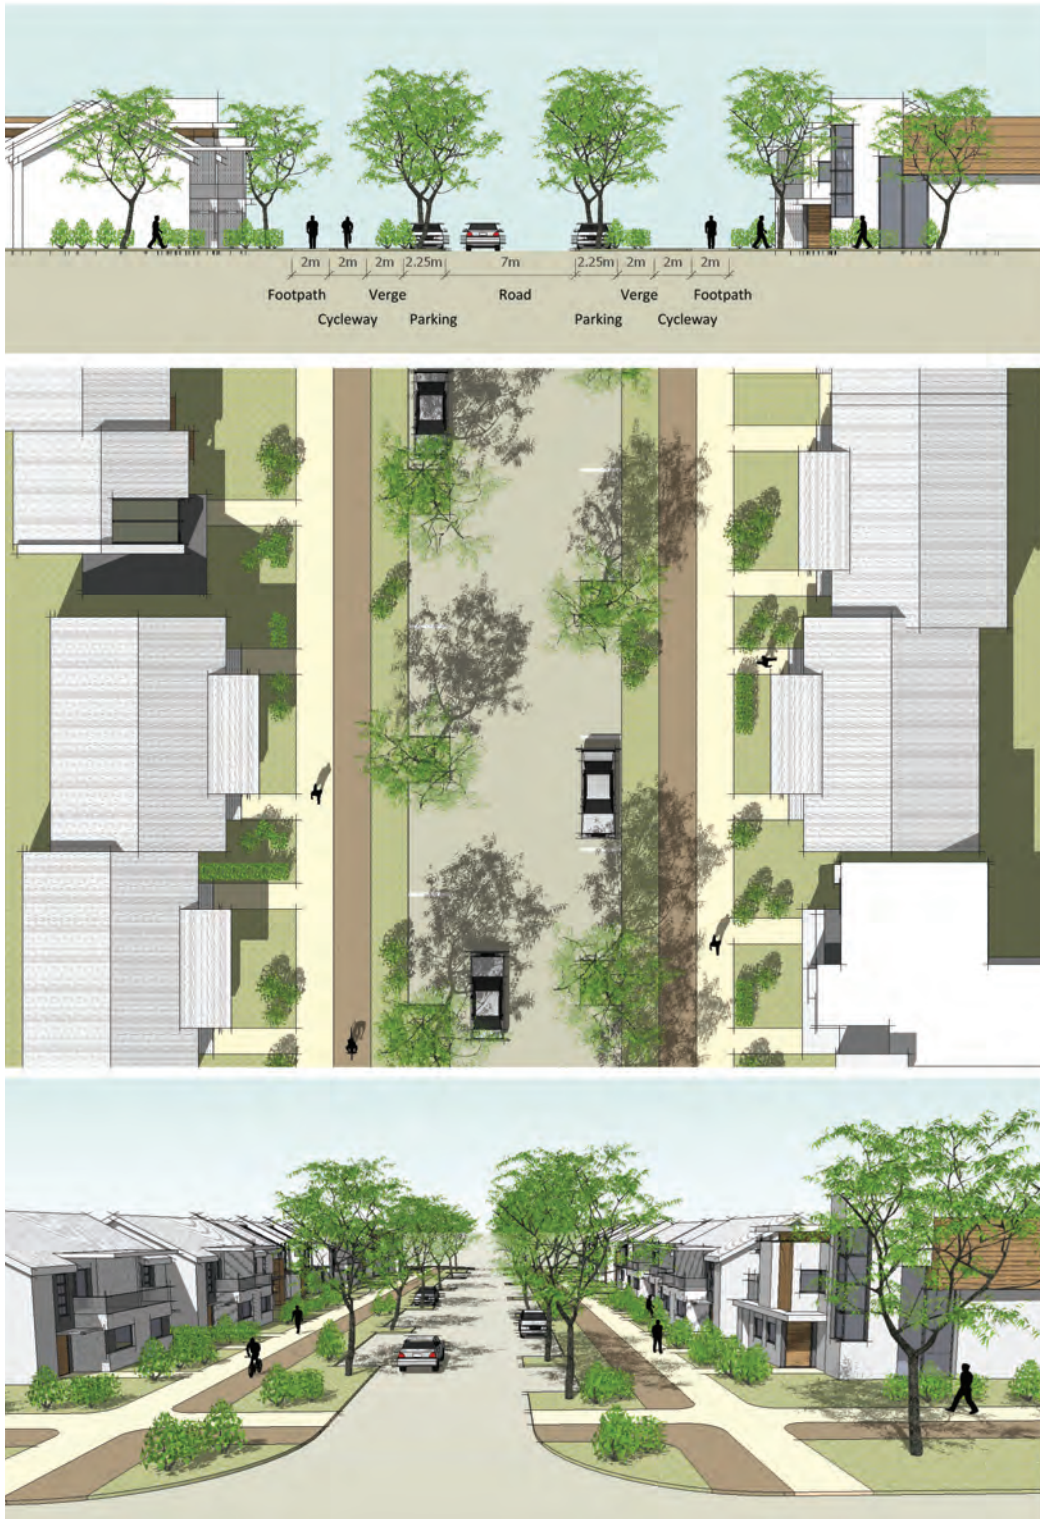 2m 2m 2m 2.25m 7m 2.25m 2m 2m 2m
Footpath Verge Road Verge Footpath
Cycleway Parking Parking Cycleway